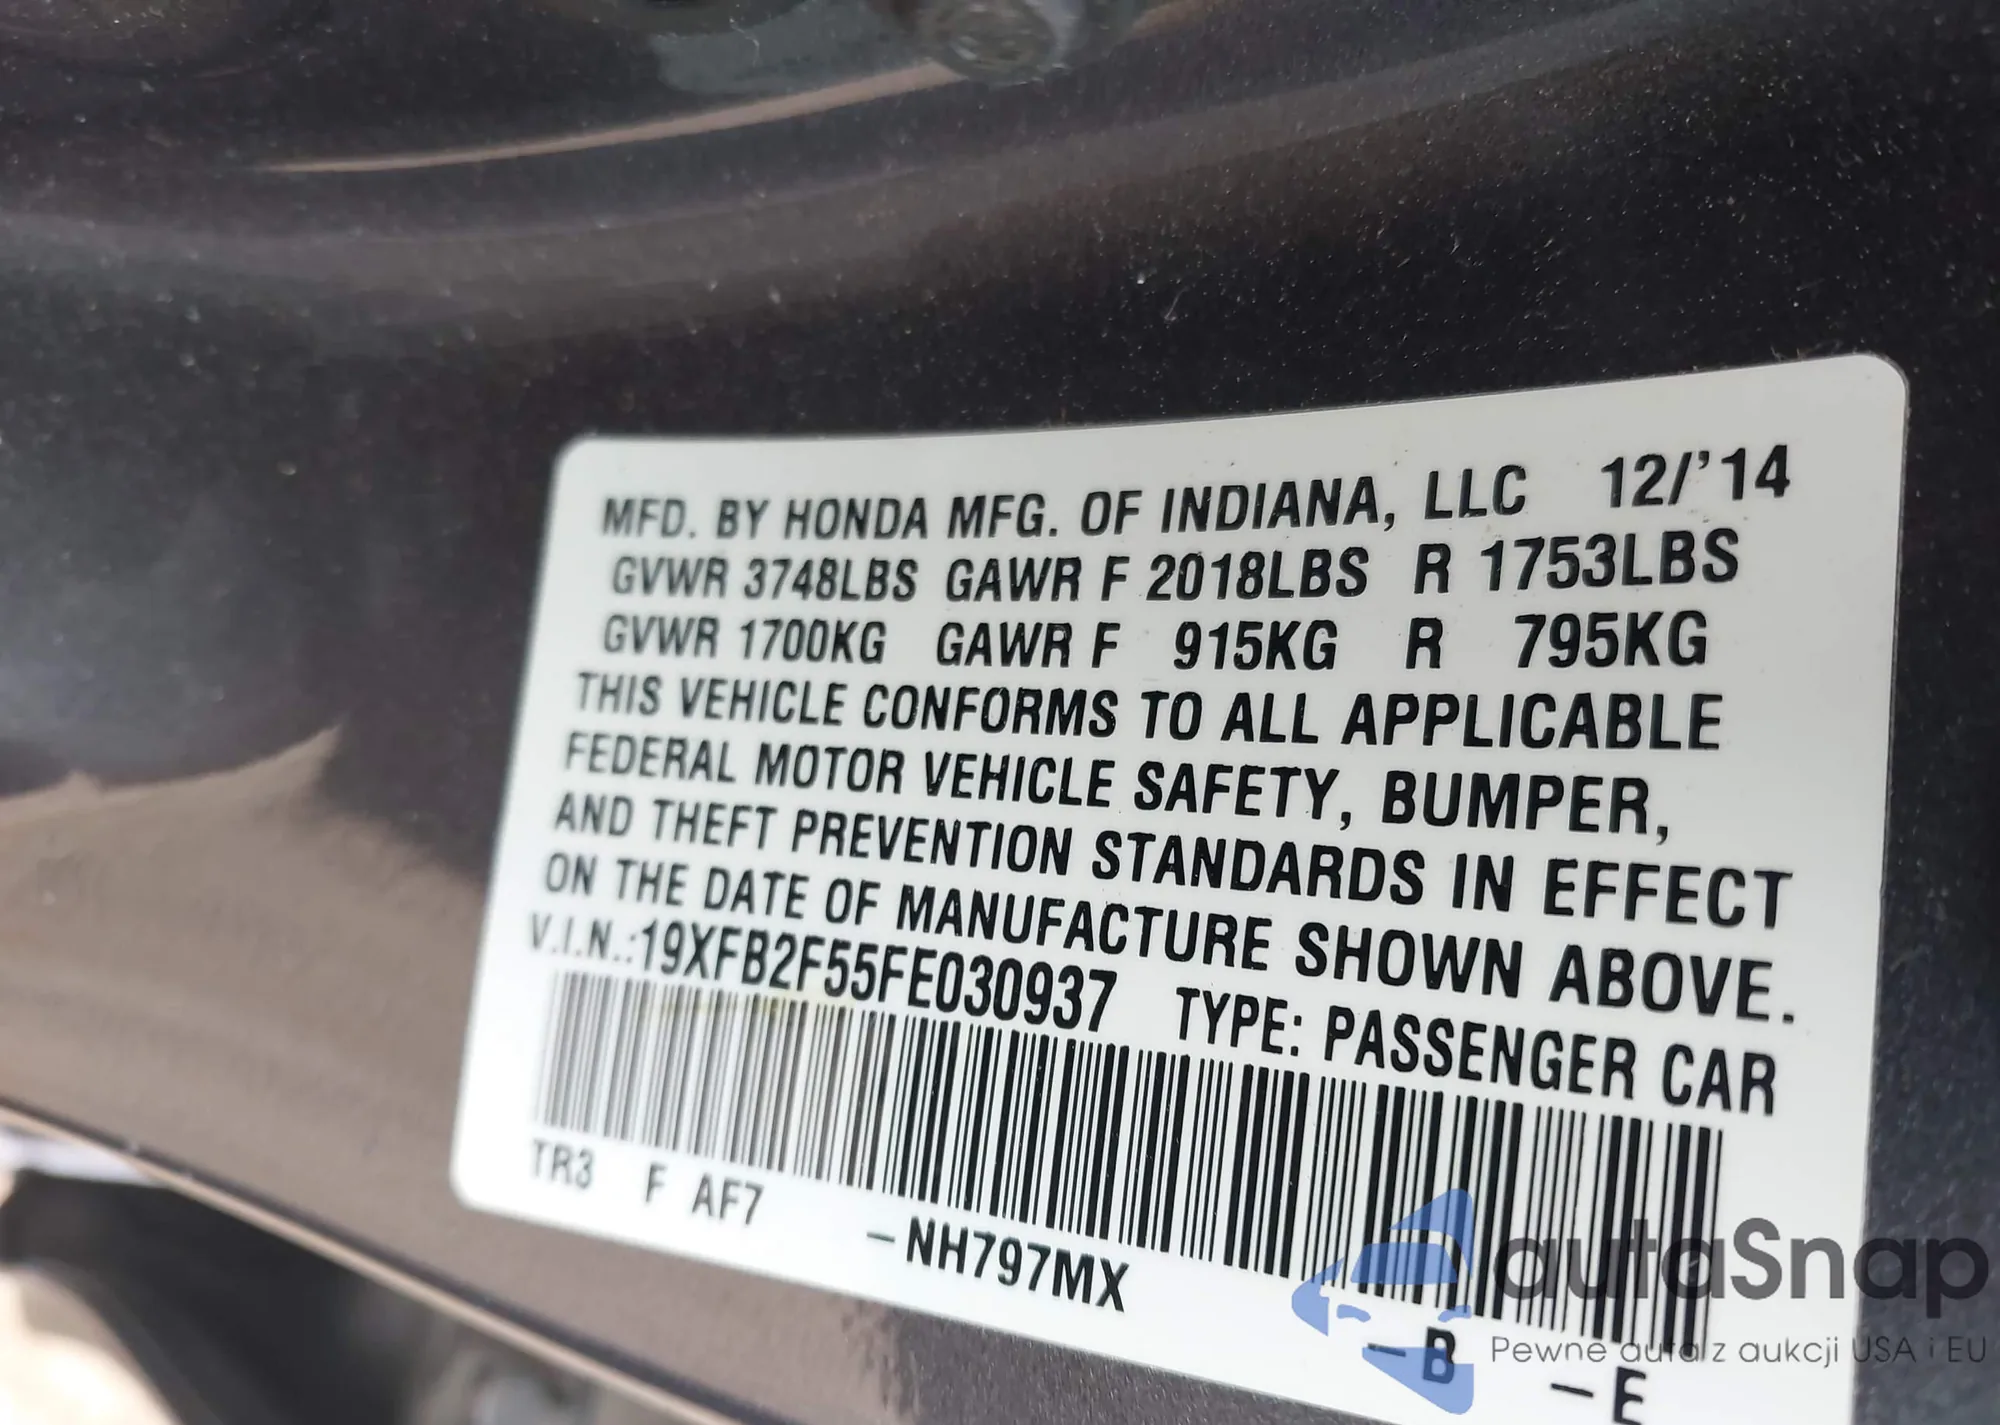 MFD. BY HONDA MFG. OF INDIANA, LLC 12/'14
GVWR 3748LBS GAWR F 2018LBS R 1753LBS
GVWR 1700KG GAWR F 915KG R 795KG
THIS VEHICLE CONFORMS TO ALL APPLICABLE
FEDERAL MOTOR VEHICLE SAFETY, BUMPER,
AND THEFT PREVENTION STANDARDS IN EFFECT
ON THE DATE OF MANUFACTURE SHOWN ABOVE.
V.I.N.:19XFB2F55FE030937 TYPE: PASSENGER CAR
TR3 F AF7 -NH797MX -B -E
autaSnap
Pewne auta z aukcji USA i EU